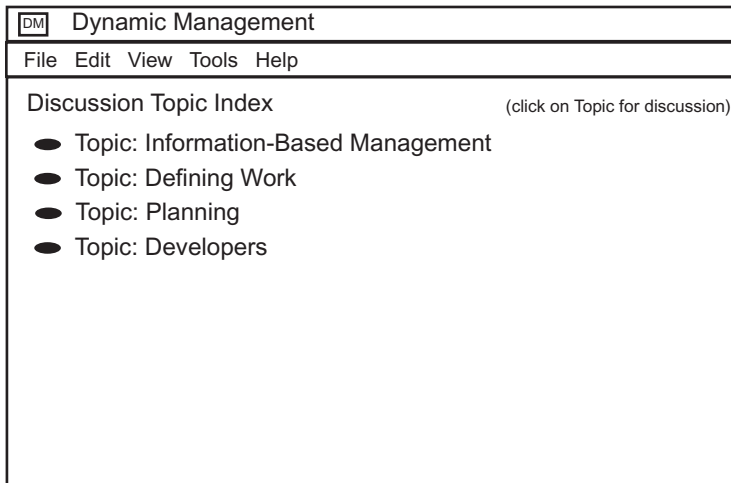 DM Dynamic Management
File Edit View Tools Help
Discussion Topic Index (click on Topic for discussion)
Topic: Information-Based Management
Topic: Defining Work
Topic: Planning
Topic: Developers